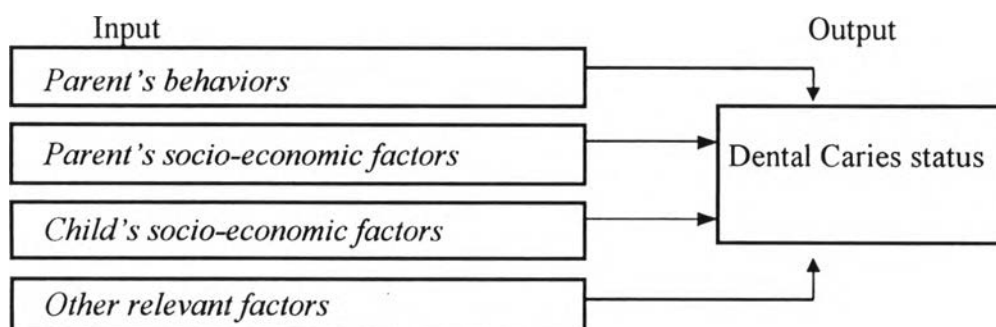 Input
Output
Parent's behaviors
Parent's socio-economic factors
Dental Caries status
Child's socio-economic factors
Other relevant factors